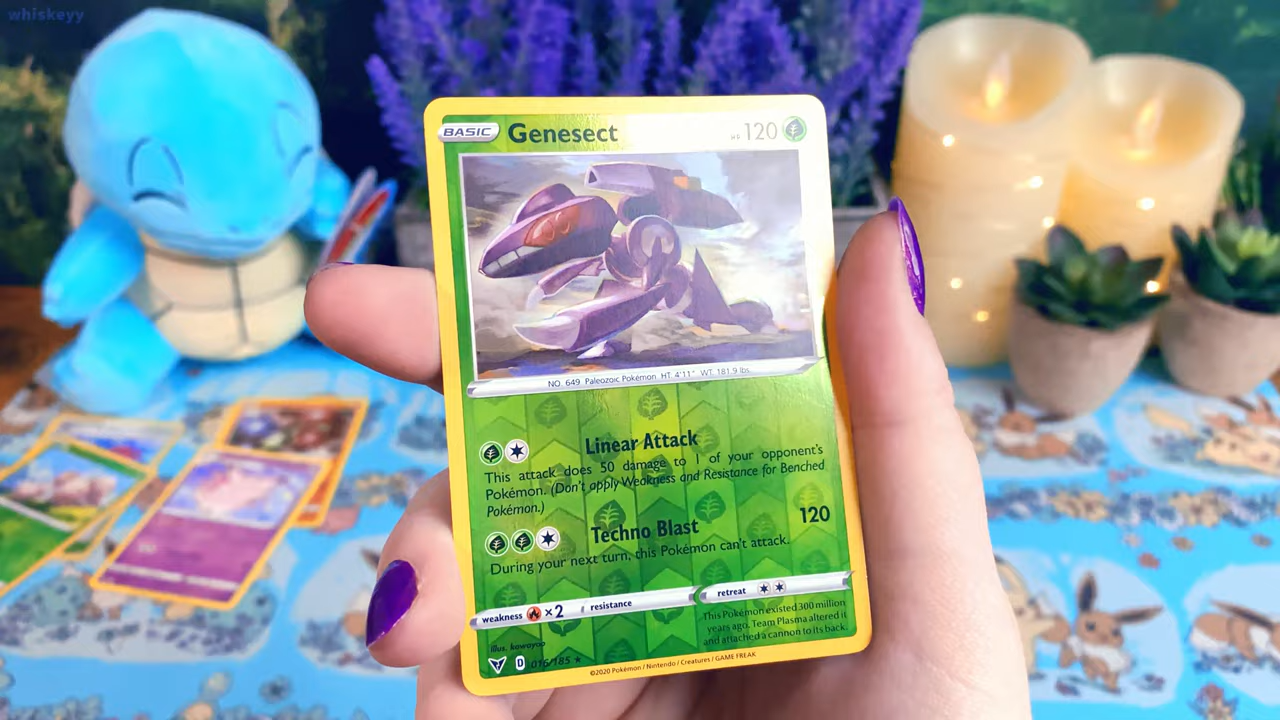 whiskeyy
BASIC Genesect HP 120
NO. 649 Paleozoic Pokémon HT. 4'11" WT. 181.9 lbs.
Linear Attack
This attack does 50 damage to 1 of your opponent's
Pokémon. (Don't apply Weakness and Resistance for Benched
Pokémon.)
Techno Blast 120
During your next turn, this Pokémon can't attack.
weakness ×2 resistance retreat
This Pokémon existed 300 million
years ago. Team Plasma altered it
and attached a cannon to its back.
illus. kowayoo
D 016/185 ★
©2020 Pokémon / Nintendo / Creatures / GAME FREAK